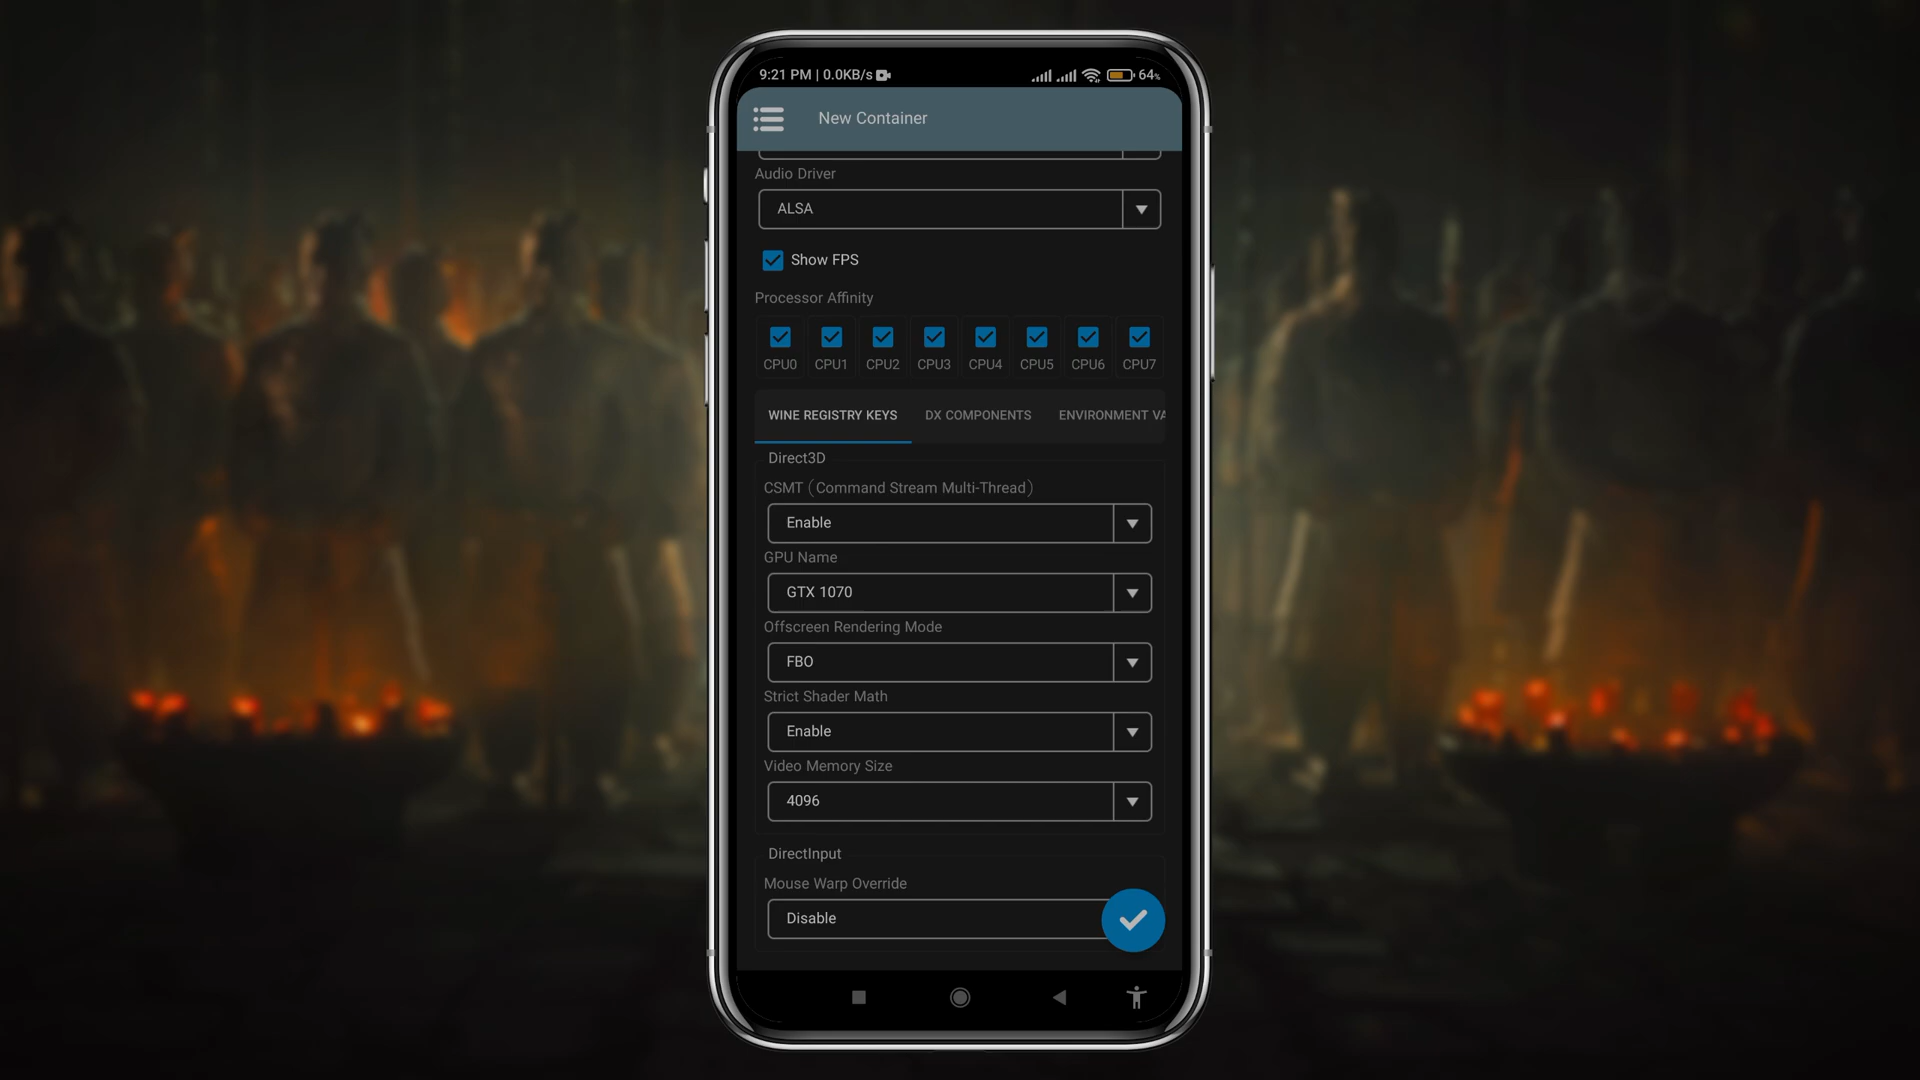 9:21 PM | 0.0KB/s
64%
New Container
Audio Driver
ALSA
Show FPS
Processor Affinity
CPU0 CPU1 CPU2 CPU3 CPU4 CPU5 CPU6 CPU7
WINE REGISTRY KEYS DX COMPONENTS ENVIRONMENT VA
Direct3D
CSMT (Command Stream Multi-Thread)
Enable
GPU Name
GTX 1070
Offscreen Rendering Mode
FBO
Strict Shader Math
Enable
Video Memory Size
4096
DirectInput
Mouse Warp Override
Disable